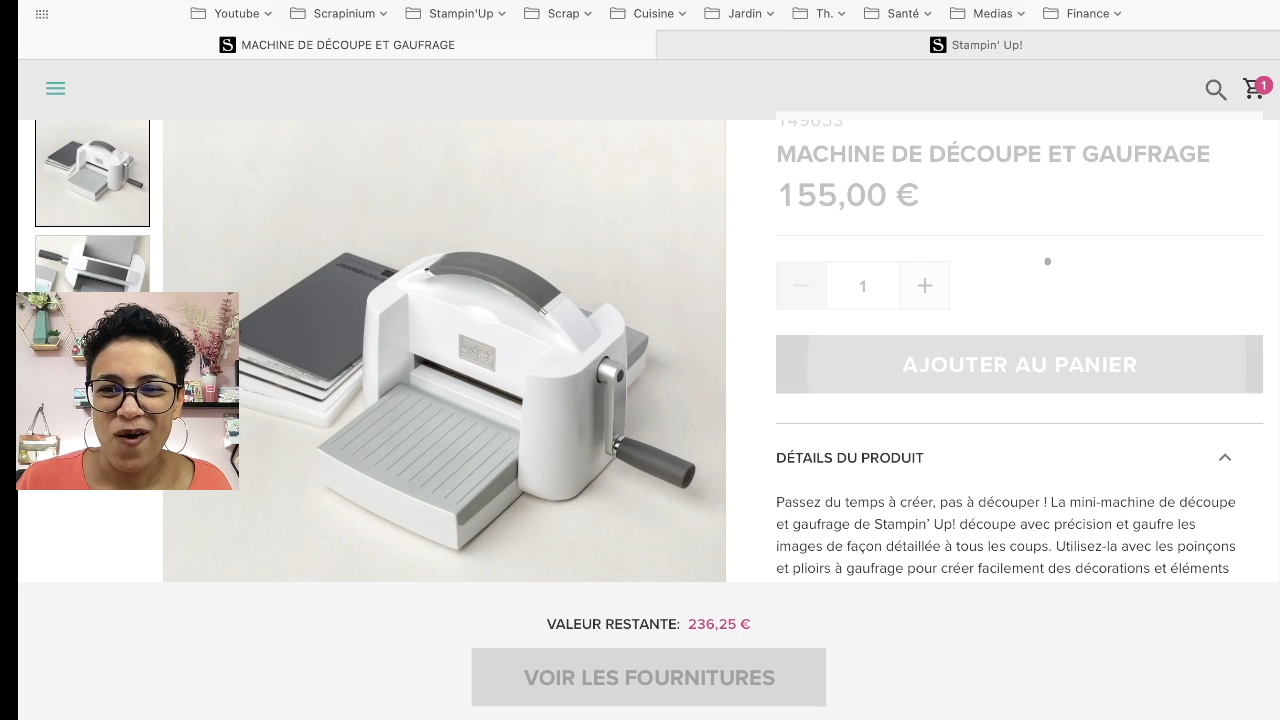 Youtube Scrapinium Stampin'Up Scrap Cuisine Jardin Th. Santé Medias Finance
S MACHINE DE DÉCOUPE ET GAUFRAGE
S Stampin' Up!
1
149653
MACHINE DE DÉCOUPE ET GAUFRAGE
155,00 €
1
AJOUTER AU PANIER
DÉTAILS DU PRODUIT
Passez du temps à créer, pas à découper ! La mini-machine de découpe
et gaufrage de Stampin’ Up! découpe avec précision et gaufre les
images de façon détaillée à tous les coups. Utilisez-la avec les poinçons
et plioirs à gaufrage pour créer facilement des décorations et éléments
VALEUR RESTANTE: 236,25 €
VOIR LES FOURNITURES